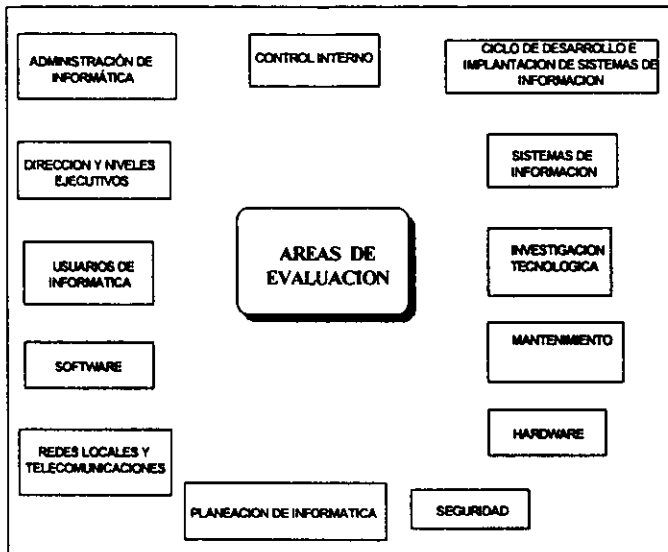 ADMINISTRACIÓN DE
INFORMÁTICA
CONTROL INTERNO
CICLO DE DESARROLLO E
IMPLANTACION DE SISTEMAS DE
INFORMACION
DIRECCION Y NIVELES
EJECUTIVOS
SISTEMAS DE
INFORMACION
AREAS DE
EVALUACION
USUARIOS DE
INFORMATICA
INVESTIGACION
TECNOLOGICA
SOFTWARE
MANTENIMIENTO
REDES LOCALES Y
TELECOMUNICACIONES
HARDWARE
PLANEACION DE INFORMATICA
SEGURIDAD